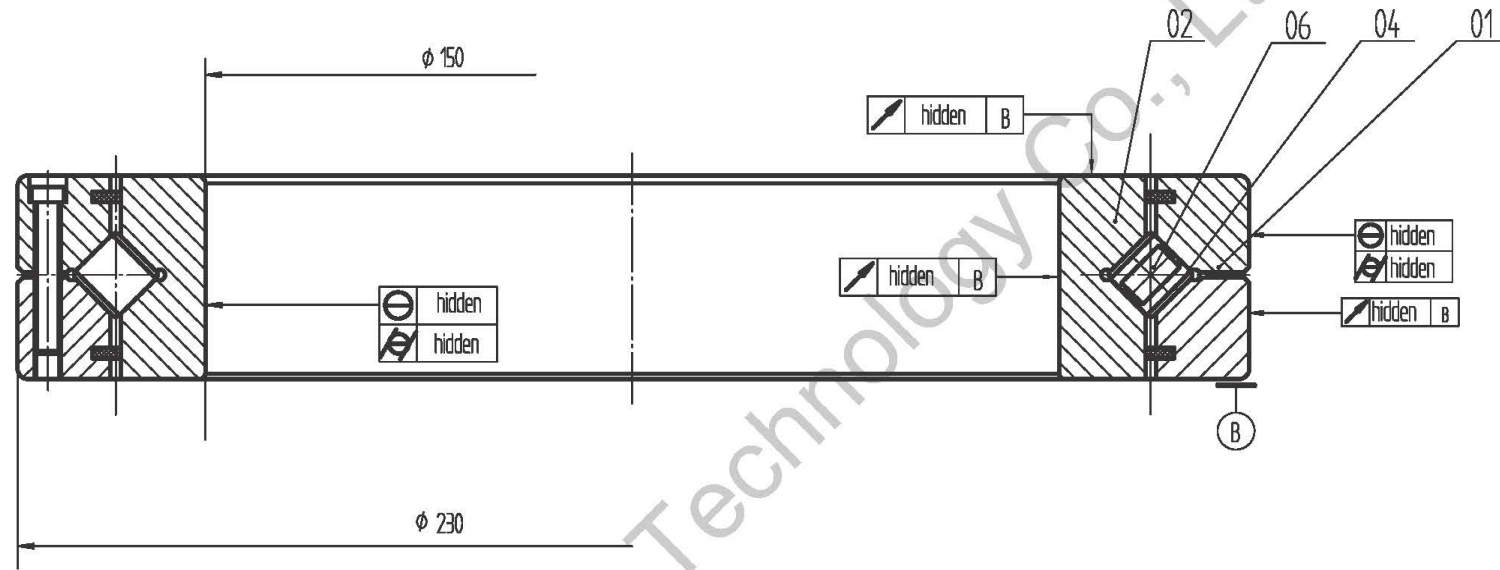 02
06
04
01
ϕ 150
hidden B
hidden
hidden
hidden B
hidden
hidden
hidden B
B
ϕ 230
Technology Co.,